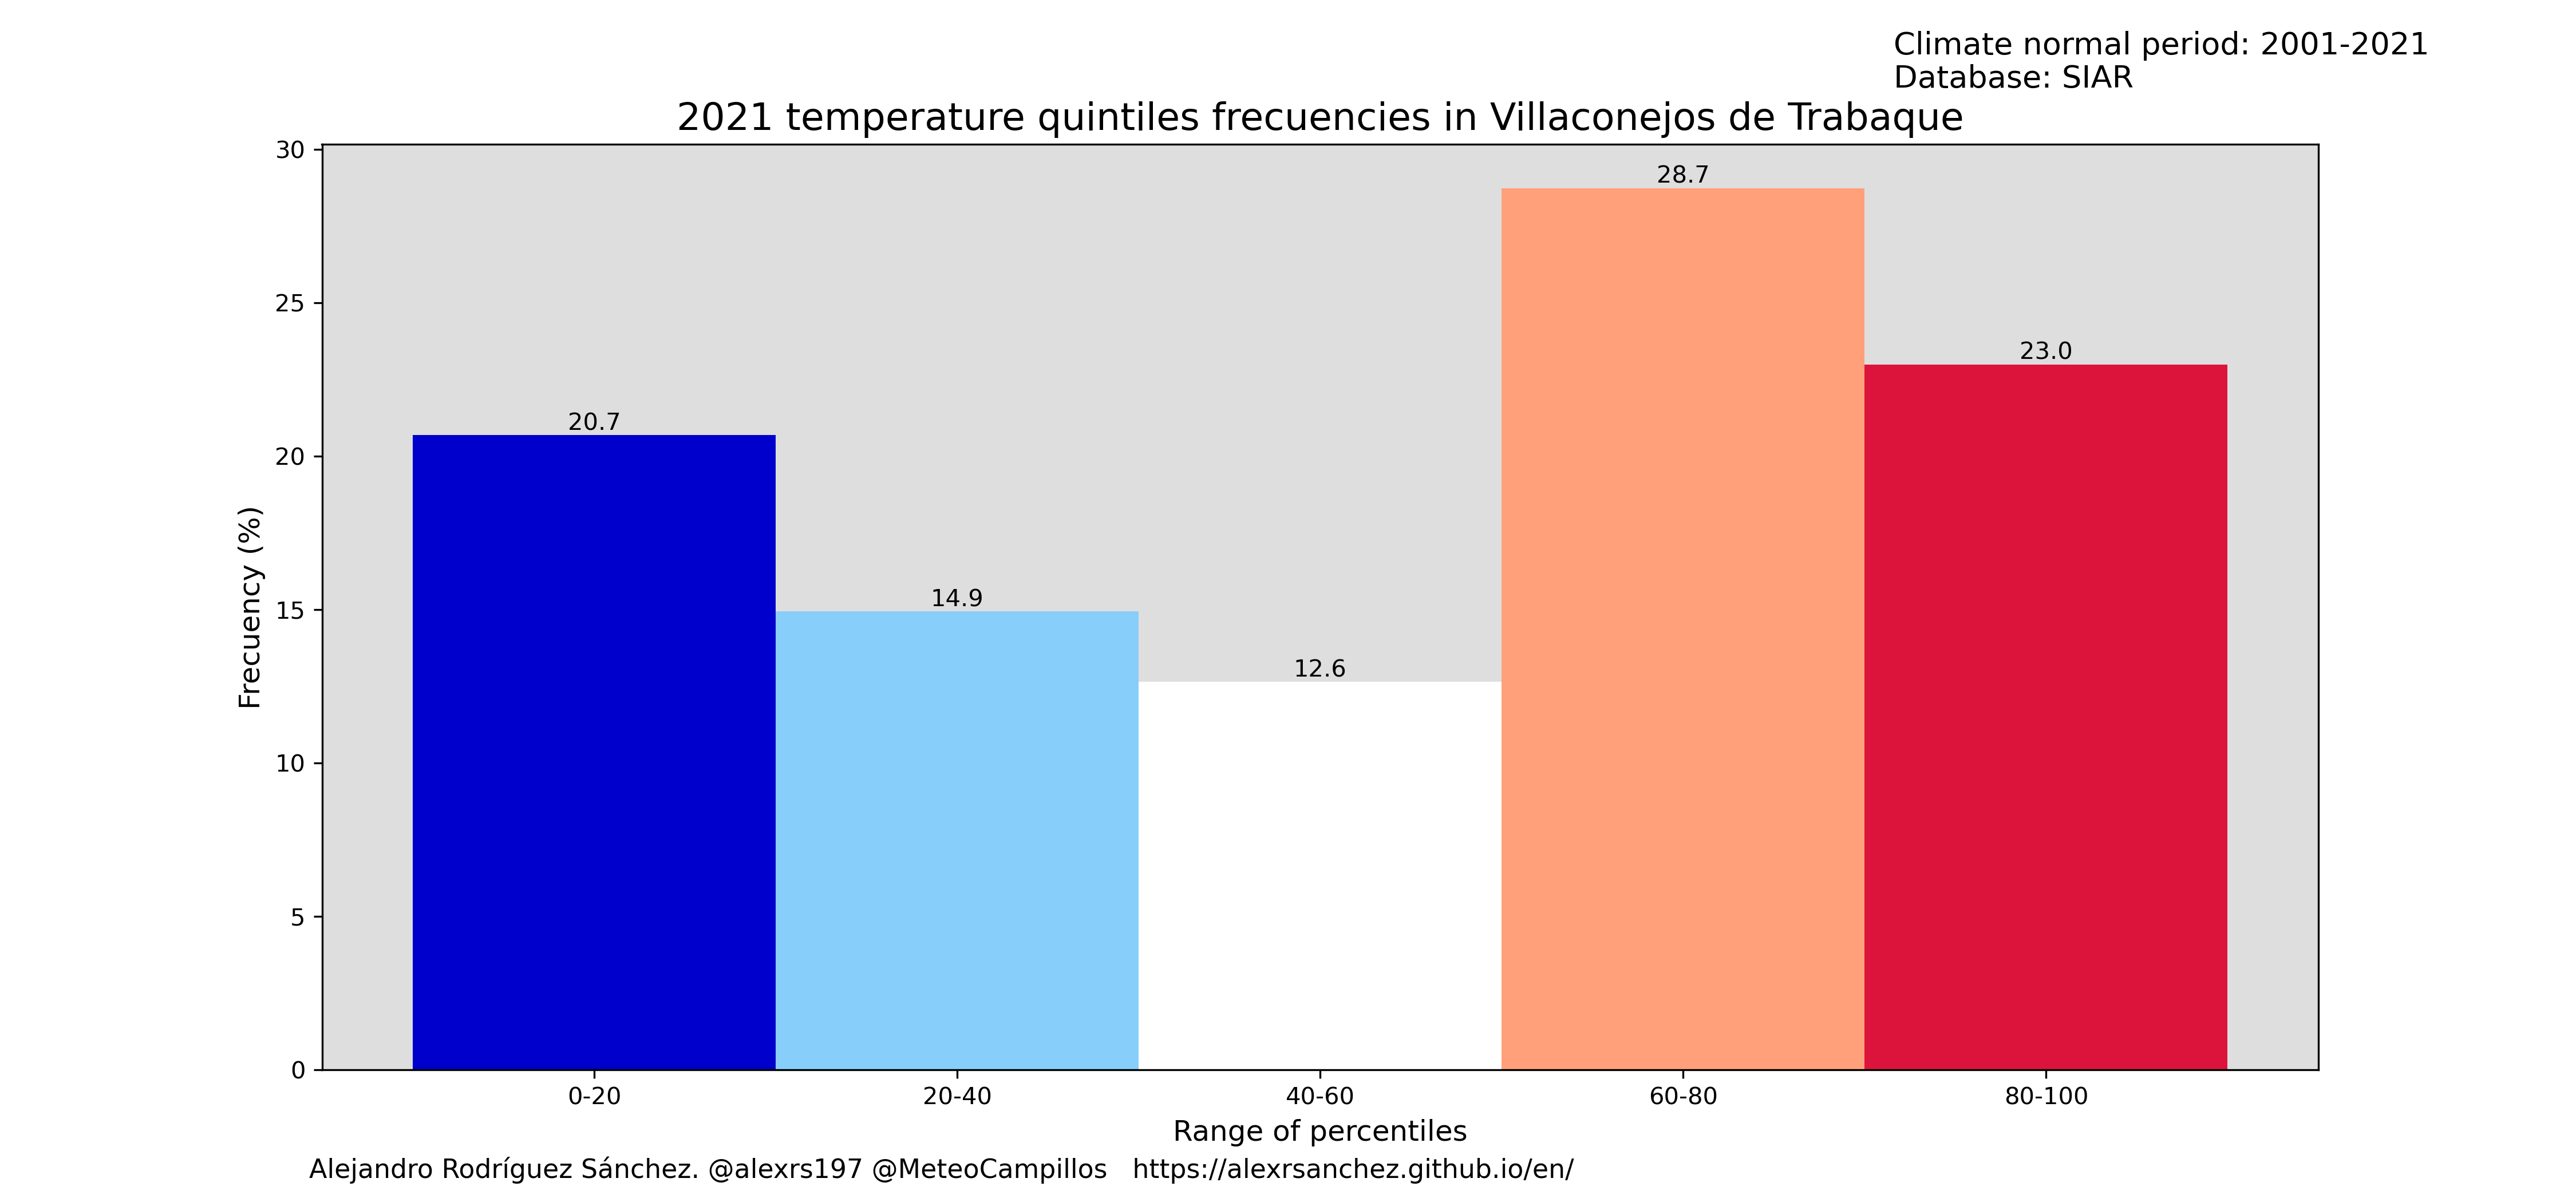 Climate normal period: 2001-2021
Database: SIAR
2021 temperature quintiles frecuencies in Villaconejos de Trabaque
30
25
20
15
10
5
0
Frecuency (%)
20.7
14.9
12.6
28.7
23.0
0-20
20-40
40-60
60-80
80-100
Range of percentiles
Alejandro Rodríguez Sánchez. @alexrs197 @MeteoCampillos https://alexrsanchez.github.io/en/